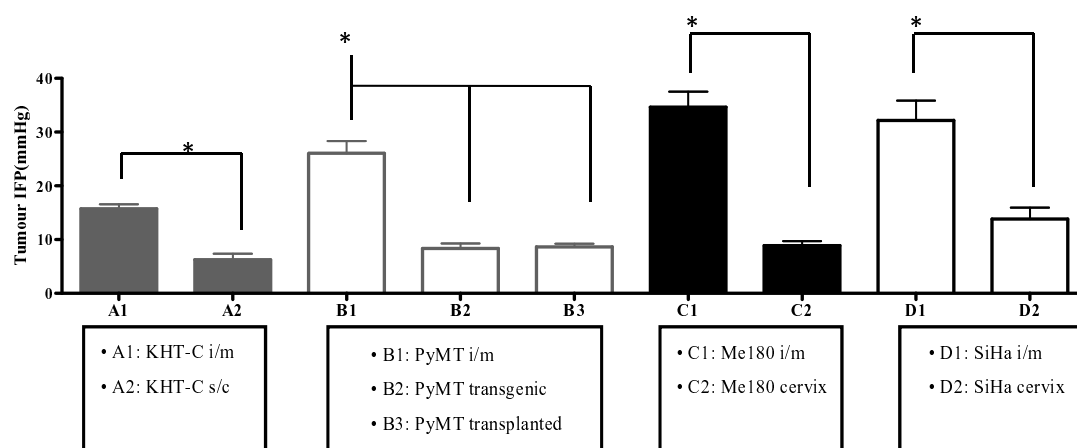 *
*
*
*
Tumour IFP(mmHg)
40
30
20
10
0
A1 A2 B1 B2 B3 C1 C2 D1 D2
• A1: KHT-C i/m
• A2: KHT-C s/c
• B1: PyMT i/m
• B2: PyMT transgenic
• B3: PyMT transplanted
• C1: Me180 i/m
• C2: Me180 cervix
• D1: SiHa i/m
• D2: SiHa cervix